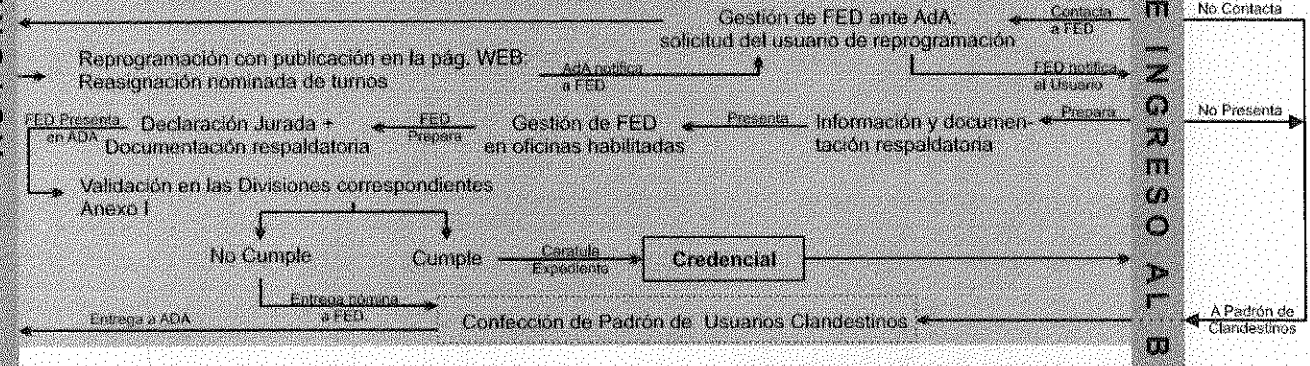 No Contacta
Gestión de FED ante AdA:
solicitud del usuario de reprogramación
Contacta
a FED
Reprogramación con publicación en la pág. WEB:
Reasignación nominada de turnos
AdA notifica
a FED
FED notifica
al Usuario
FED Presenta
en ADA
Declaración Jurada +
Documentación respaldatoria
FED
Prepara
Gestión de FED
en oficinas habilitadas
Presenta
Información y documen-
tación respaldatoria
Prepara
No Presenta
Validación en las Divisiones correspondientes
Anexo I
No Cumple
Cumple
Caratula
Expediente
Credencial
Entrega nómina
a FED
Entrega a ADA
Confección de Padrón de Usuarios Clandestinos
A Padrón de
Clandestinos
E INGRESO AL B